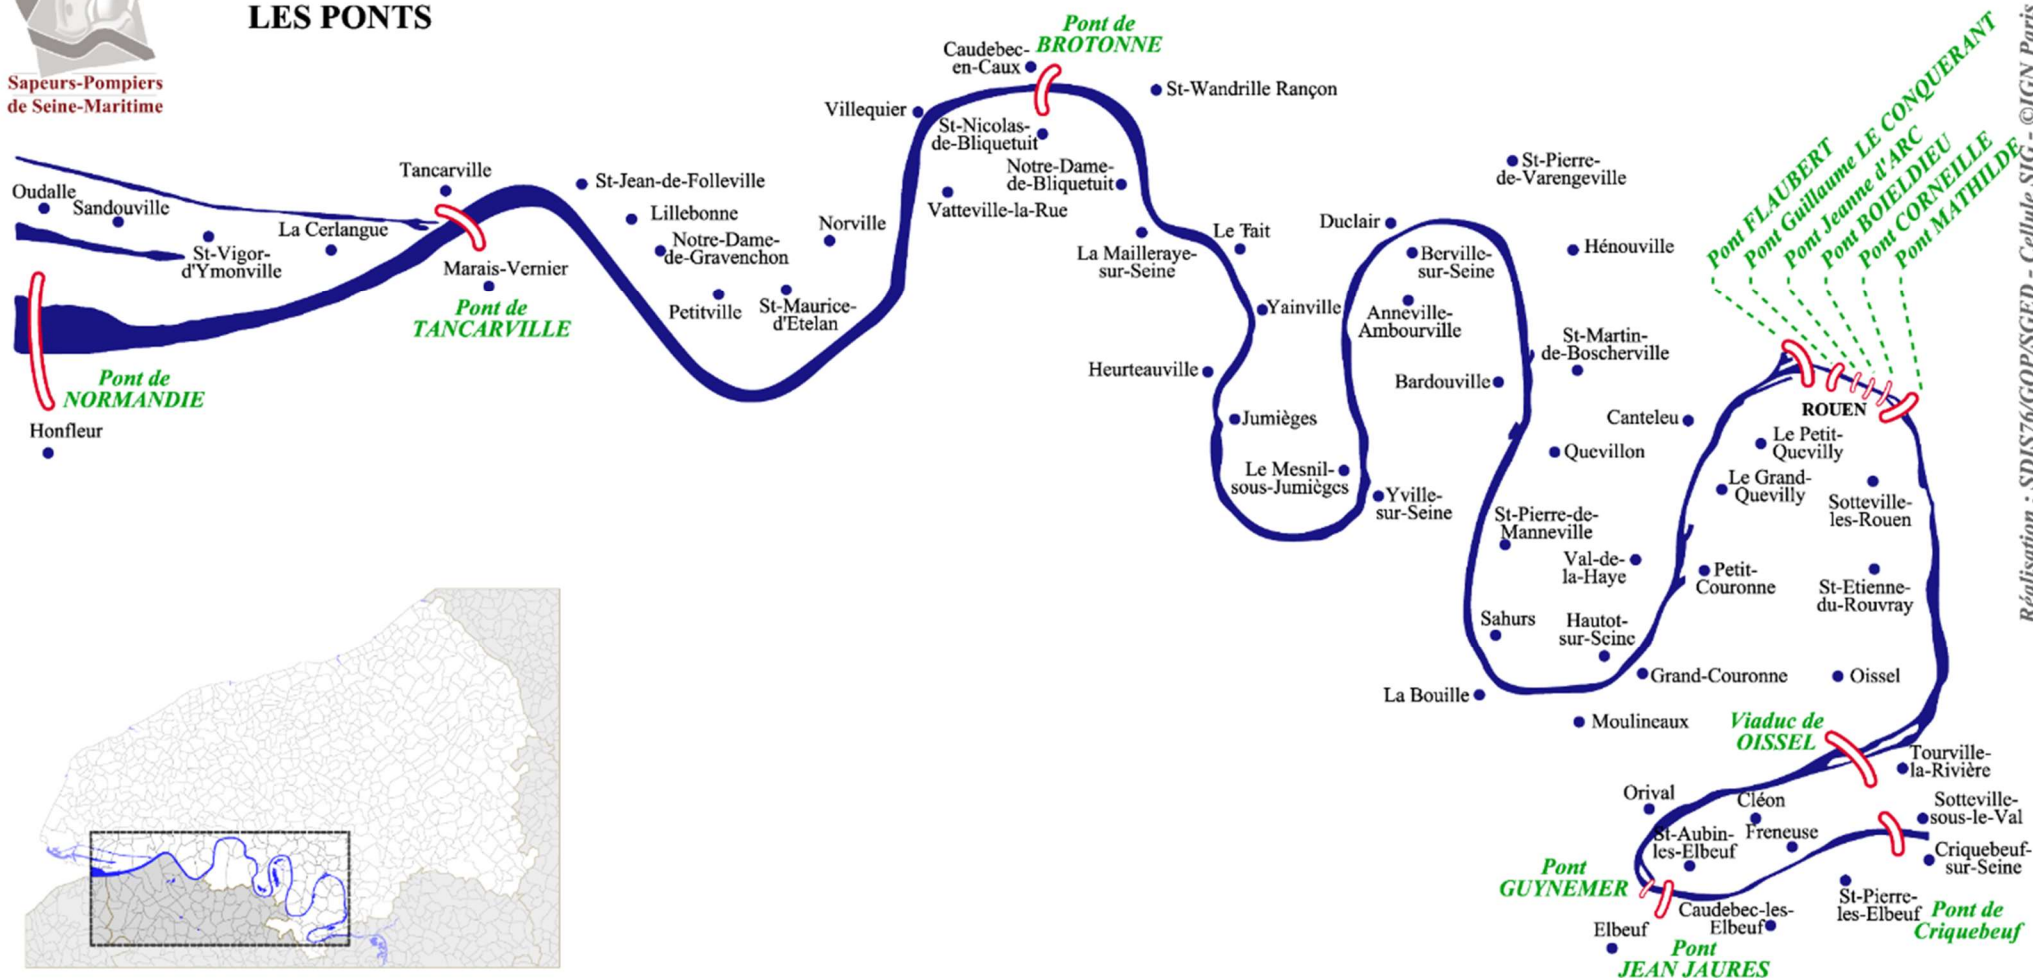 LES PONTS
Sapeurs-Pompiers
de Seine-Maritime
Pont de
BROTONNE
Caudebec-
en-Caux
St-Wandrille Rançon
Villequier
St-Nicolas-
de-Bliquetuit
Notre-Dame-
de-Bliquetuit
Vatteville-la-Rue
Tancarville
St-Jean-de-Folleville
Oudalle
Sandouville
Lillebonne
Norville
La Cerlangue
Notre-Dame-
de-Gravenchon
St-Vigor-
d'Ymonville
Marais-Vernier
Pont de
TANCARVILLE
Petitville
St-Maurice-
d'Etelan
Pont de
NORMANDIE
Honfleur
La Mailleraye-
sur-Seine
Le Tait
Yainville
Heurteauville
Jumièges
Le Mesnil-
sous-Jumièges
Yville-
sur-Seine
Duclair
St-Pierre-
de-Varengeville
Berville-
sur-Seine
Hénouville
Anneville-
Ambourville
St-Martin-
de-Boscherville
Bardouville
Canteleu
Quevillon
Pont FLAUBERT
Pont Guillaume LE CONQUERANT
Pont Jeanne d'ARC
Pont BOIELDIEU
Pont CORNEILLE
Pont MATHILDE
ROUEN
Le Petit-
Quevilly
Le Grand-
Quevilly
Sotteville-
les-Rouen
St-Pierre-de-
Manneville
Val-de-
la-Haye
Petit-
Couronne
St-Etienne-
du-Rouvray
Sahurs
Hautot-
sur-Seine
Grand-Couronne
Oissel
La Bouille
Moulineaux
Viaduc de
OISSEL
Tourville-
la-Rivière
Orival
Cléon
Sotteville-
sous-le-Val
St-Aubin-
les-Elbeuf
Freneuse
Criquebeuf-
sur-Seine
Pont
GUYNEMER
St-Pierre-
les-Elbeuf
Pont de
Criquebeuf
Caudebec-les-
Elbeuf
Elbeuf
Pont
JEAN JAURES
Réalisation : SDIS76/GOP/SGED - Cellule SIG - ©IGN Paris